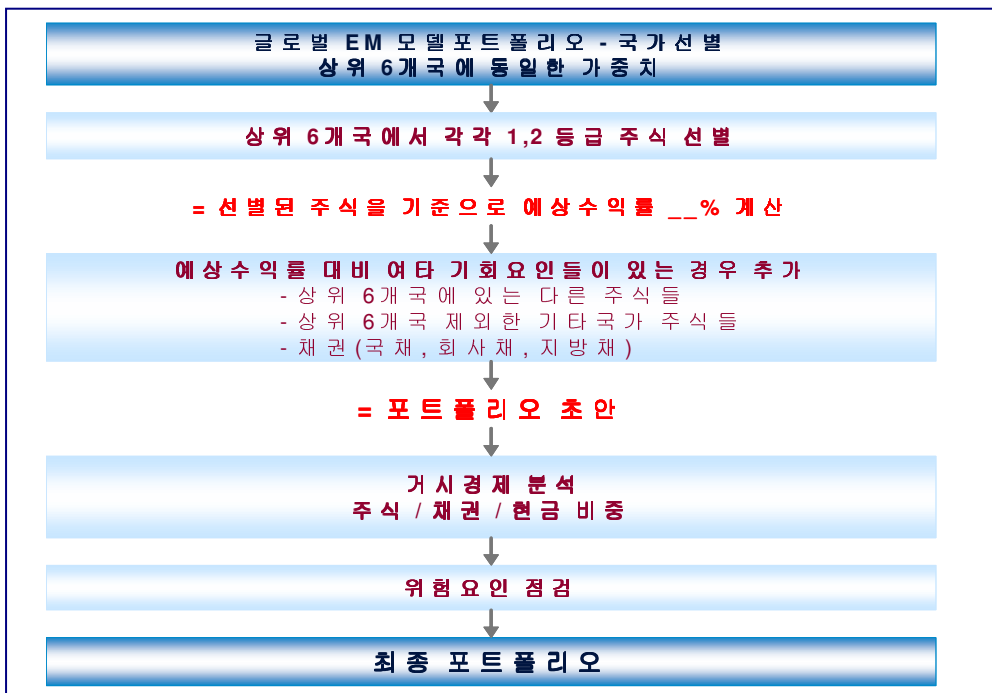 글로벌 EM 모델포트폴리오 - 국가선별
상위 6개국에 동일한 가중치
상위 6개국에서 각각 1,2 등급 주식 선별
= 선별된 주식을 기준으로 예상수익률 __% 계산
예상수익률 대비 여타 기회요인들이 있는 경우 추가
- 상위 6개국에 있는 다른 주식들
- 상위 6개국 제외한 기타국가 주식들
- 채권(국채,회사채,지방채)
= 포트폴리오 초안
거시경제 분석
주식 / 채권 / 현금 비중
위험요인 점검
최종 포트폴리오